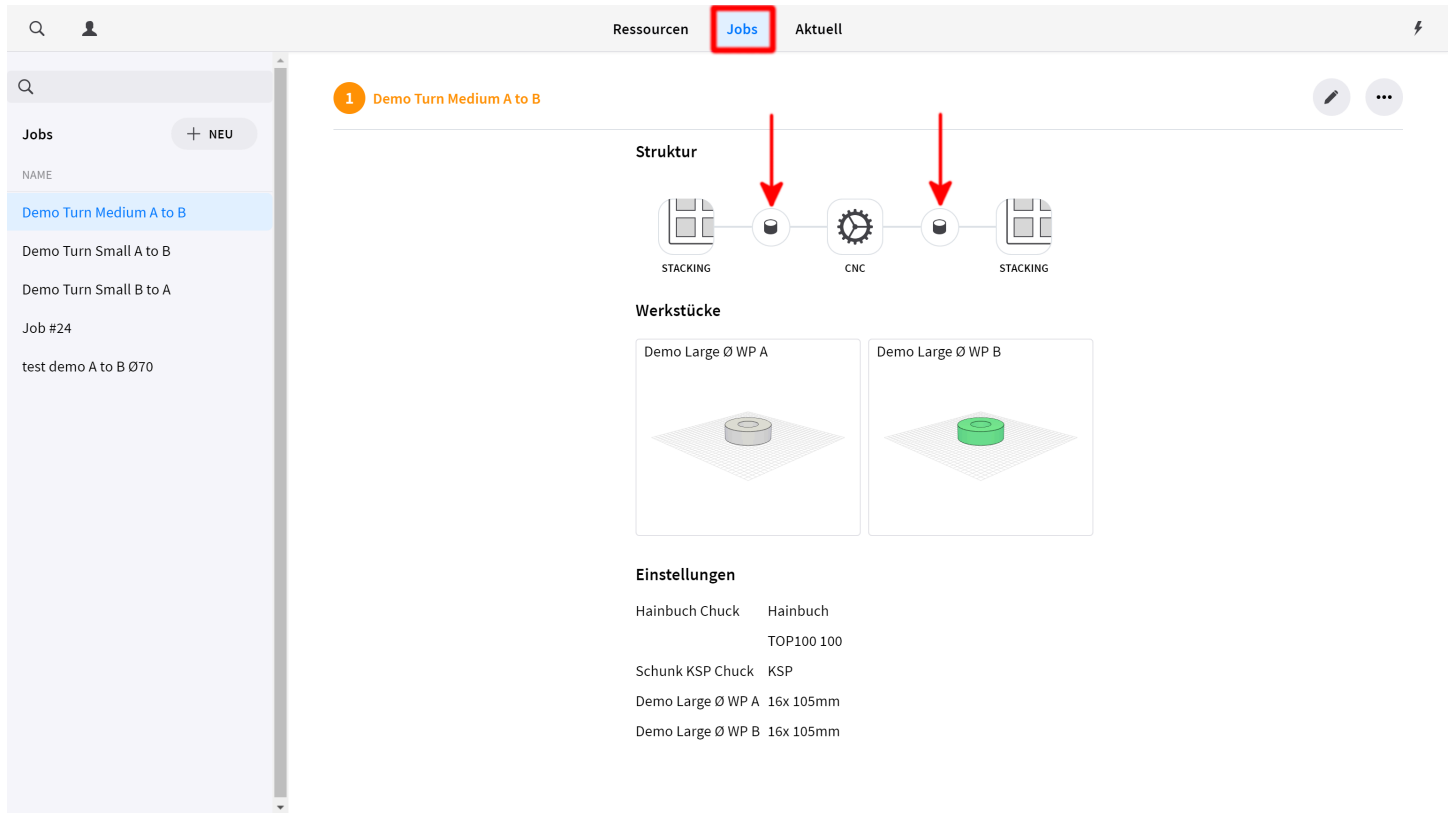 Ressourcen Jobs Aktuell
1 Demo Turn Medium A to B
Jobs
NEU
NAME
Demo Turn Medium A to B
Demo Turn Small A to B
Demo Turn Small B to A
Job #24
test demo A to B Ø70
Struktur
STACKING CNC STACKING
Werkstücke
Demo Large Ø WP A Demo Large Ø WP B
Einstellungen
Hainbuch Chuck Hainbuch
TOP100 100
Schunk KSP Chuck KSP
Demo Large Ø WP A 16x 105mm
Demo Large Ø WP B 16x 105mm